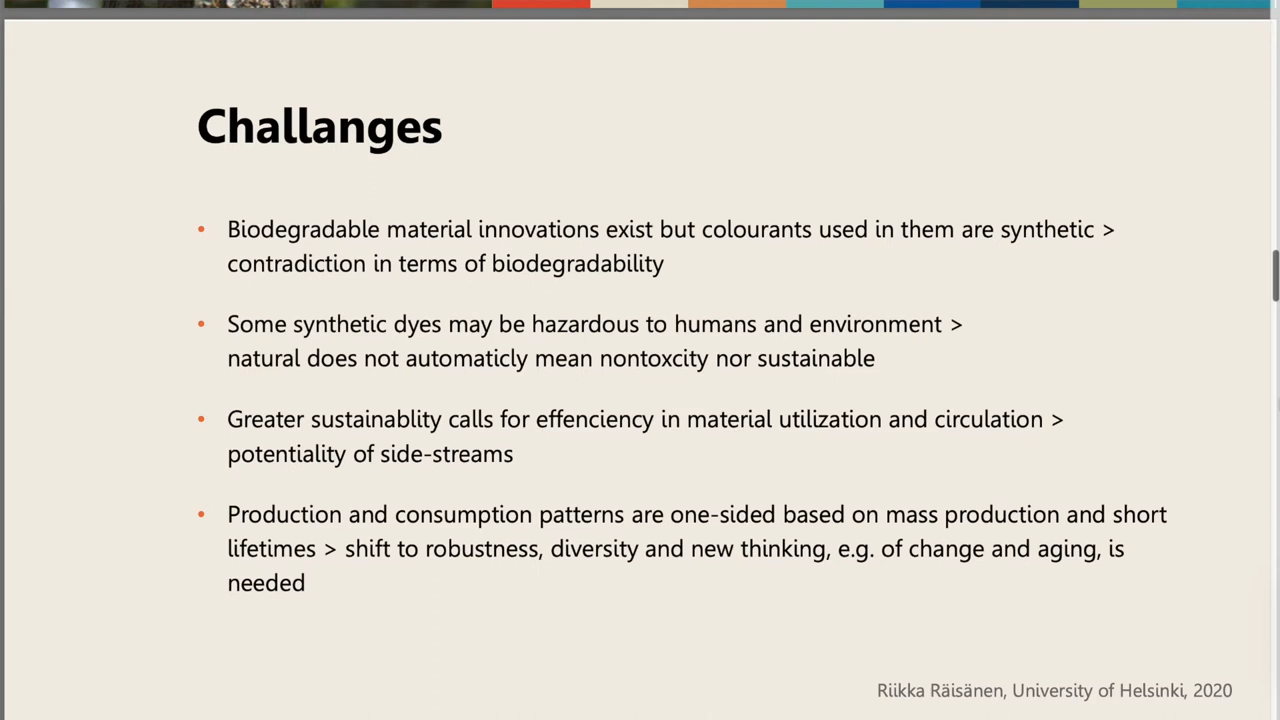 Challanges
• Biodegradable material innovations exist but colourants used in them are synthetic >
contradiction in terms of biodegradability
• Some synthetic dyes may be hazardous to humans and environment >
natural does not automaticly mean nontoxcity nor sustainable
• Greater sustainablity calls for effenciency in material utilization and circulation >
potentiality of side-streams
• Production and consumption patterns are one-sided based on mass production and short
lifetimes > shift to robustness, diversity and new thinking, e.g. of change and aging, is
needed
Riikka Räisänen, University of Helsinki, 2020